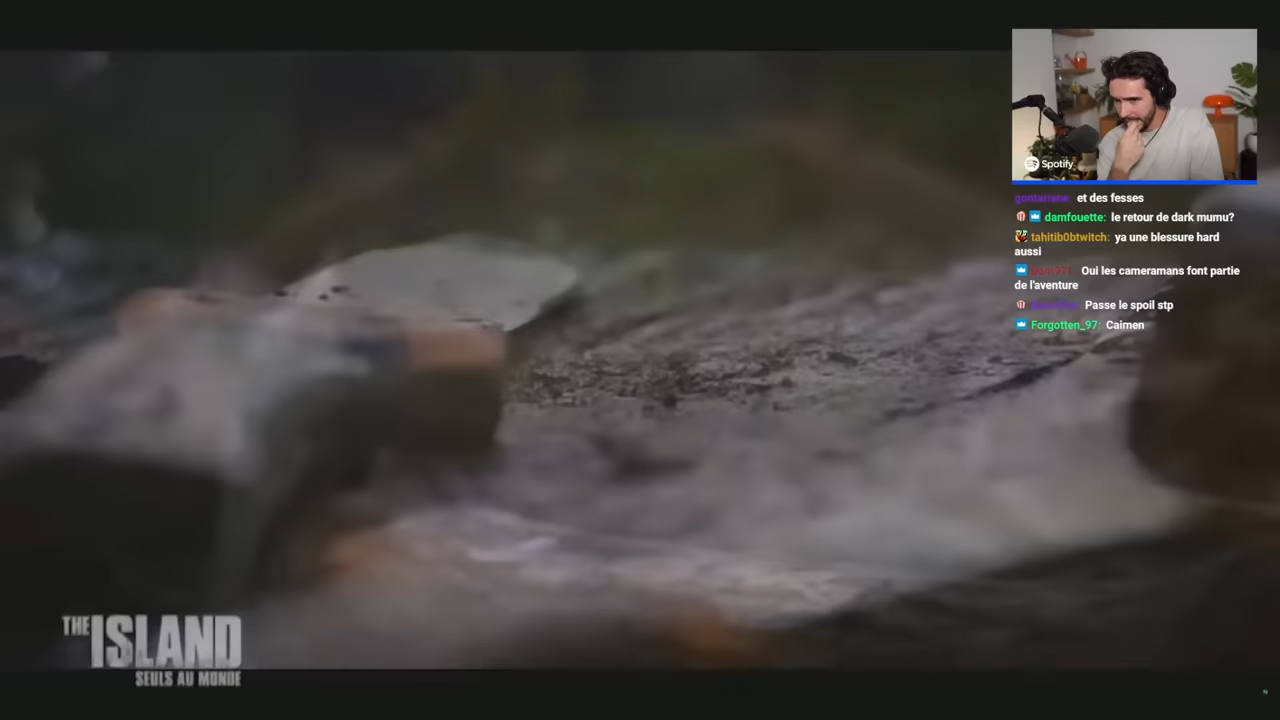 Spotify
gontariane et des fesses
damfouette: le retour de dark mumu?
tahitib0btwitch: ya une blessure hard
aussi
Oui les cameramans font partie
de l'aventure
Passe le spoil stp
Forgotten_97: Caimen
THE ISLAND
SEULS AU MONDE